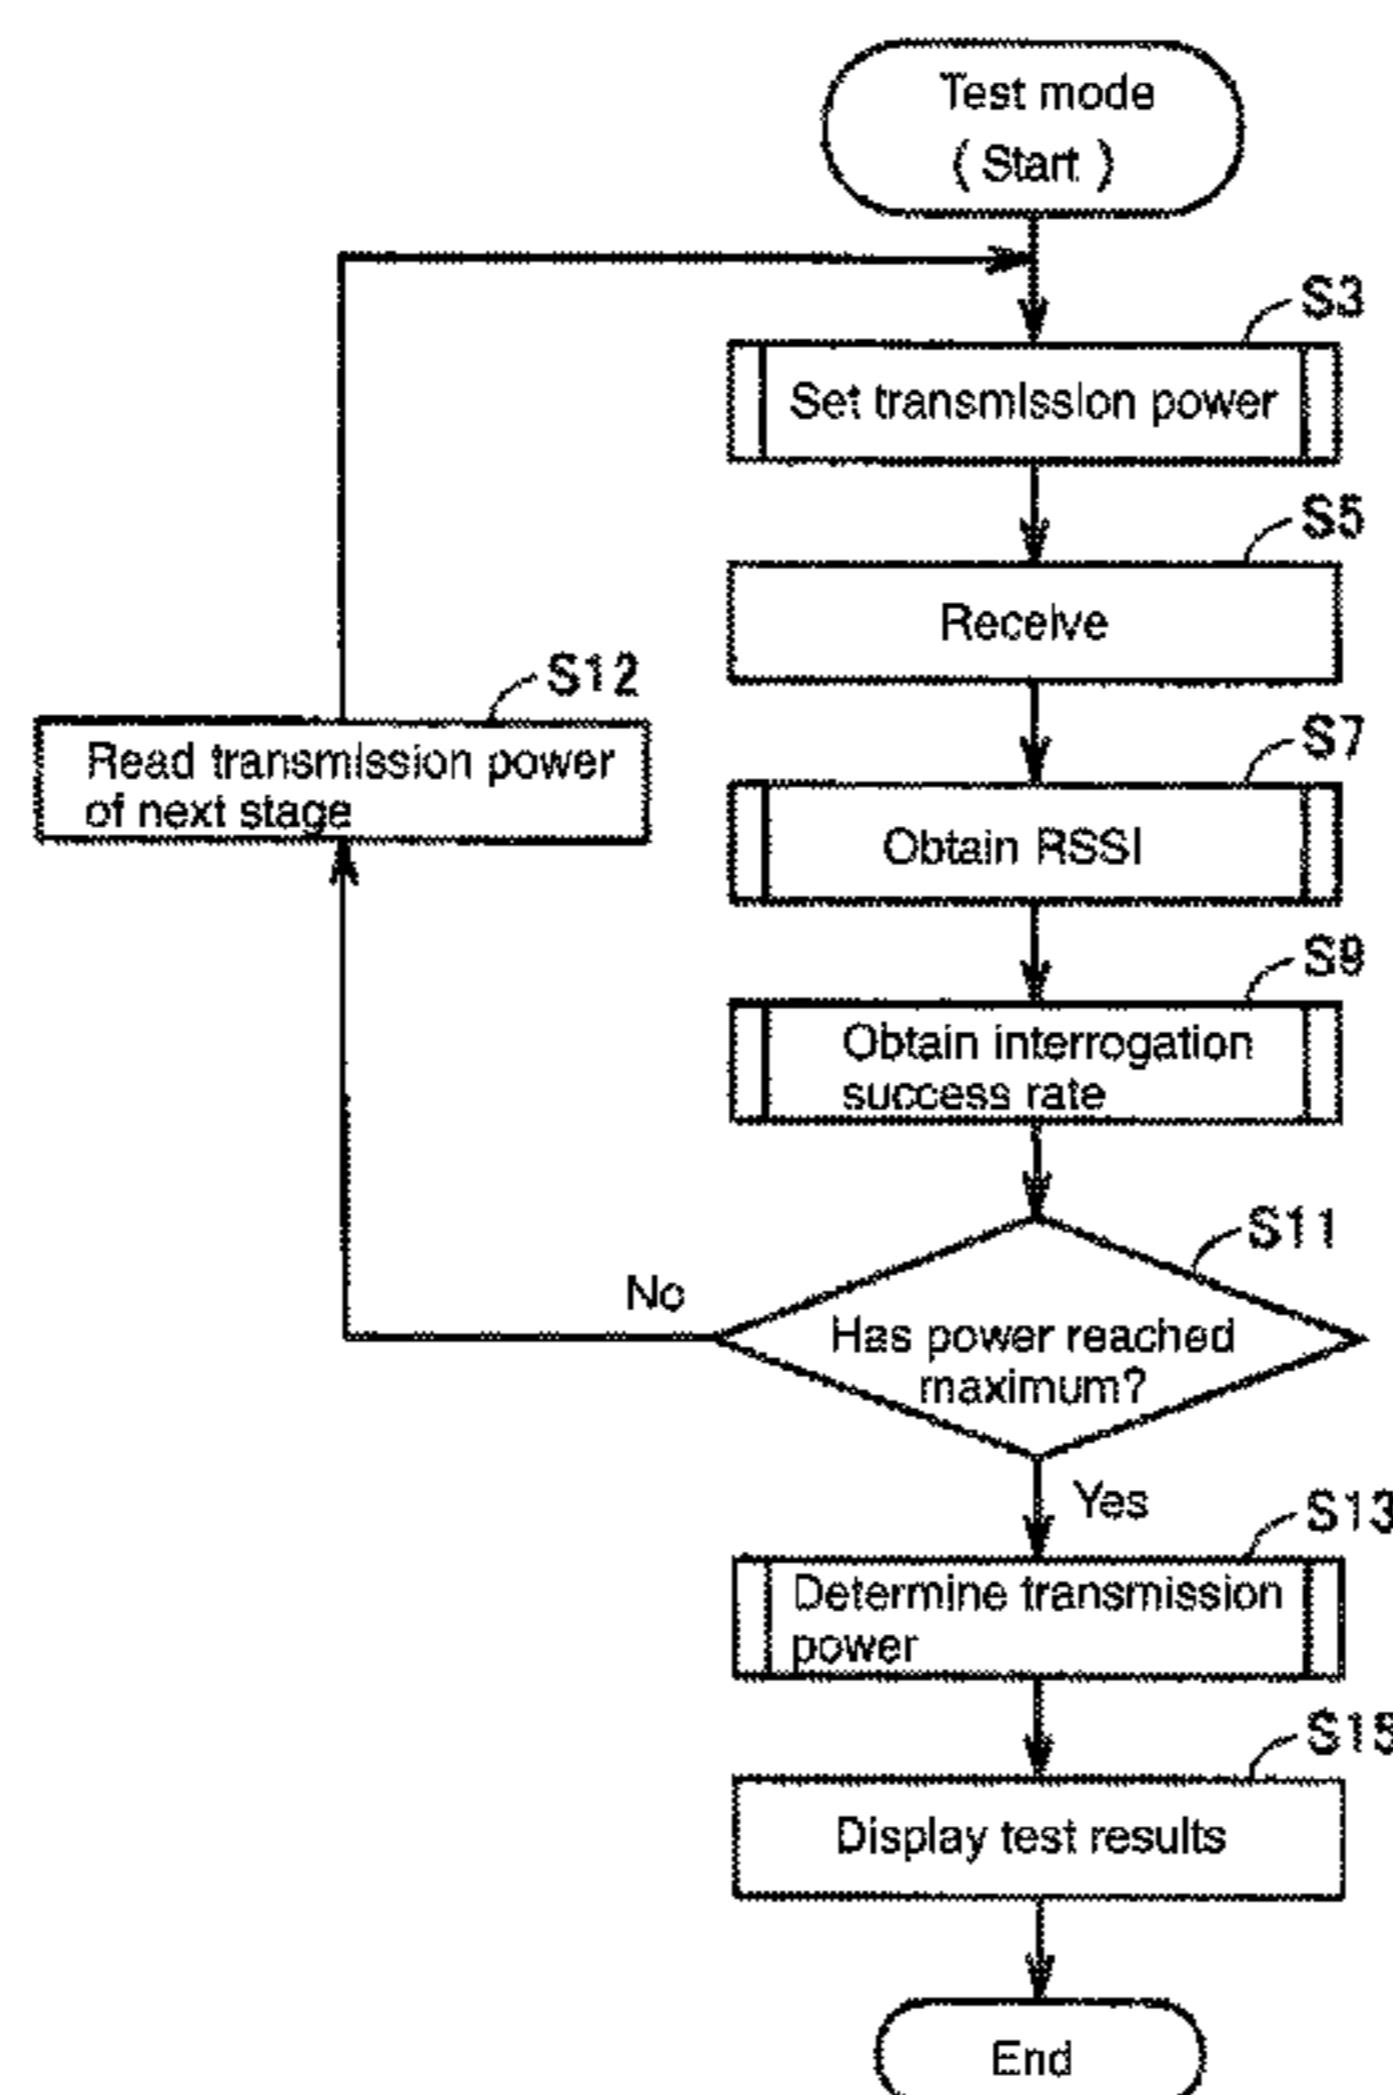 Test mode
( Start )
S3
Set transmission power
S5
Receive
S12
Read transmission power
of next stage
S7
Obtain RSSI
S9
Obtain interrogation
success rate
S11
No
Has power reached
maximum?
Yes
S13
Determine transmission
power
S15
Display test results
End